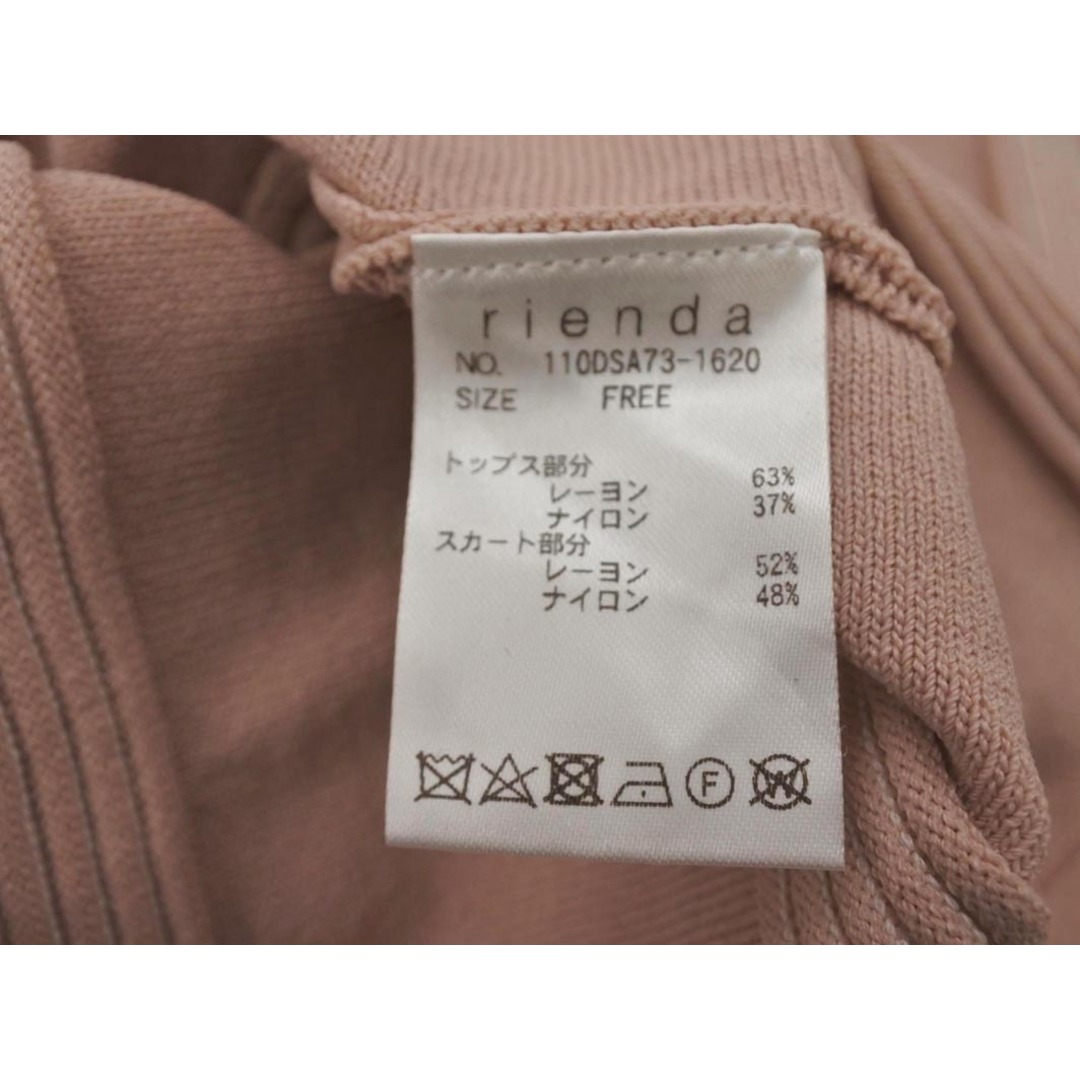 rienda
NO. 110DSA73-1620
SIZE FREE
トップス部分
レーヨン 63%
ナイロン 37%
スカート部分
レーヨン 52%
ナイロン 48%
F W